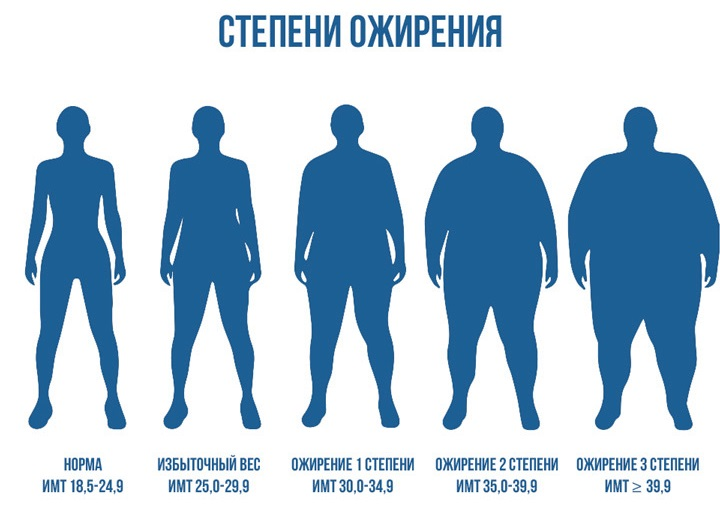 СТЕПЕНИ ОЖИРЕНИЯ
НОРМА
ИМТ 18,5-24,9
ИЗБЫТОЧНЫЙ ВЕС
ИМТ 25,0-29,9
ОЖИРЕНИЕ 1 СТЕПЕНИ
ИМТ 30,0-34,9
ОЖИРЕНИЕ 2 СТЕПЕНИ
ИМТ 35,0-39,9
ОЖИРЕНИЕ 3 СТЕПЕНИ
ИМТ ≥ 39,9